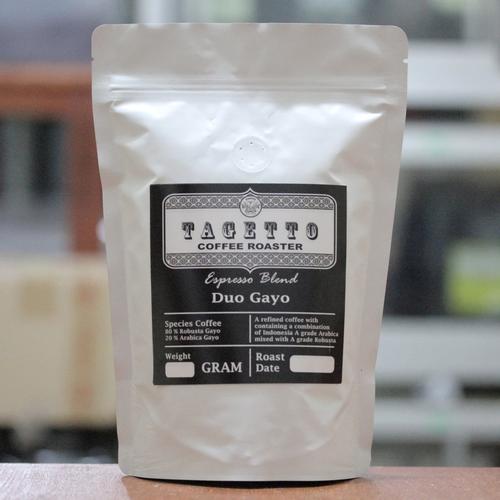 TAGETTO
COFFEE ROASTER
Espresso Blend
Duo Gayo
Species Coffee
80 % Robusta Gayo
20 % Arabica Gayo
A refined coffee with
containing a combination
of Indonesia A grade Arabica
mixed with A grade Robusta
Weight
GRAM
Roast
Date